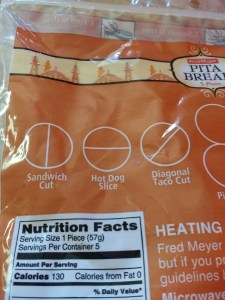 PITA BREA
Sandwich
Cut
Hot Dog
Slice
Diagonal
Taco Cut
Nutrition Facts
Serving Size 1 Piece (57g)
Servings Per Container 5
Amount Per Serving
Calories 130 Calories from Fat 0
% Daily Value*
HEATING
Fred Meyer
but if you p
guidelines
Microwave